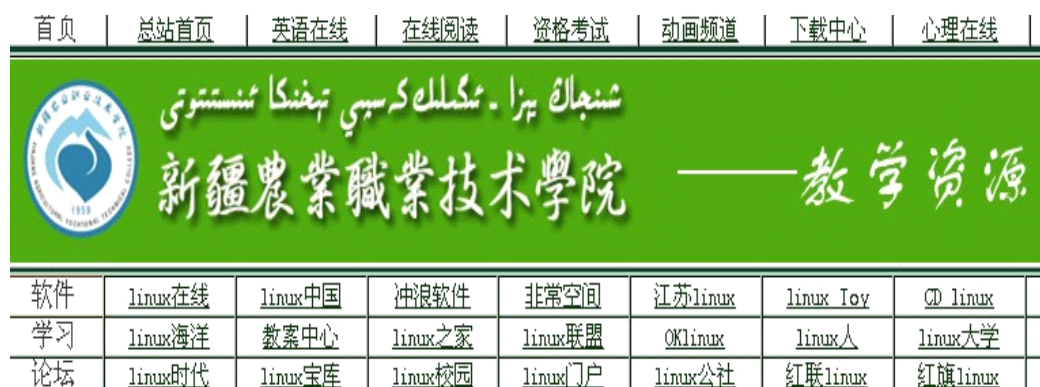 首页 总站首页 英语在线 在线阅读 资格考试 动画频道 下载中心 心理在线
شىنجاڭ يېزا ـ ئىگىلىك كەسپىي تېخنىكا ئىنستىتوتى
新疆農業職業技术學院 ——教学资源
1959
软件 linux在线 linux中国 冲浪软件 非常空间 江苏linux linux Toy CD linux
学习 linux海洋 教案中心 linux之家 linux联盟 OKlinux linux人 linux大学
论坛 linux时代 linux宝库 linux校园 linux门户 linux公社 红联linux 红旗linux